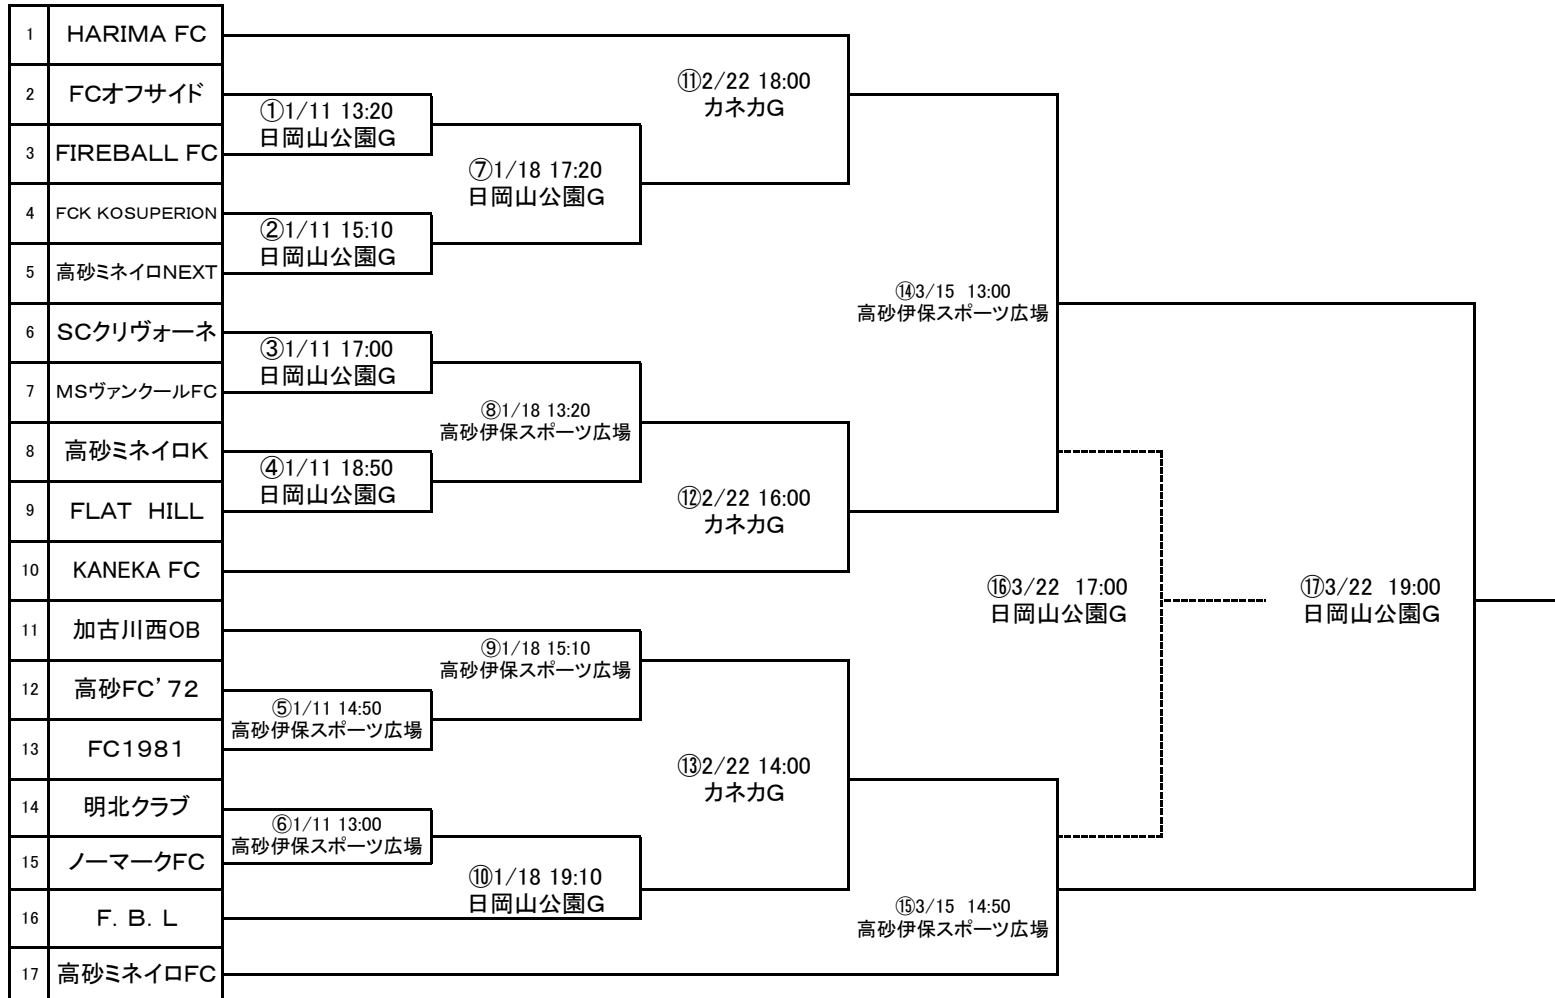 1 HARIMA FC
2 FCオフサイド
3 FIREBALL FC
4 FCK KOSUPERION
5 高砂ミネイロNEXT
6 SCクリヴォーネ
7 MSヴァンクールFC
8 高砂ミネイロK
9 FLAT HILL
10 KANEKA FC
11 加古川西OB
12 高砂FC’72
13 FC1981
14 明北クラブ
15 ノーマークFC
16 F. B. L
17 高砂ミネイロFC
①1/11 13:20
日岡山公園G
②1/11 15:10
日岡山公園G
③1/11 17:00
日岡山公園G
④1/11 18:50
日岡山公園G
⑤1/11 14:50
高砂伊保スポーツ広場
⑥1/11 13:00
高砂伊保スポーツ広場
⑦1/18 17:20
日岡山公園G
⑧1/18 13:20
高砂伊保スポーツ広場
⑨1/18 15:10
高砂伊保スポーツ広場
⑩1/18 19:10
日岡山公園G
⑪2/22 18:00
カネカG
⑫2/22 16:00
カネカG
⑬2/22 14:00
カネカG
⑭3/15 13:00
高砂伊保スポーツ広場
⑮3/15 14:50
高砂伊保スポーツ広場
⑯3/22 17:00
日岡山公園G
⑰3/22 19:00
日岡山公園G